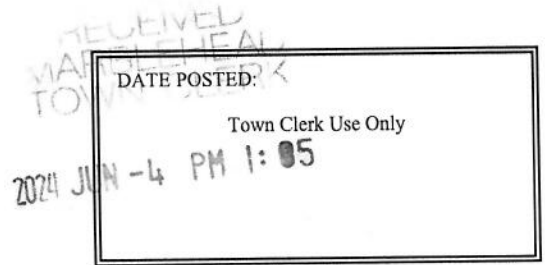 RECEIVED
MARBLEHEAD
TOWN CLERK
DATE POSTED:
Town Clerk Use Only
2024 JUN -4 PM 1:05